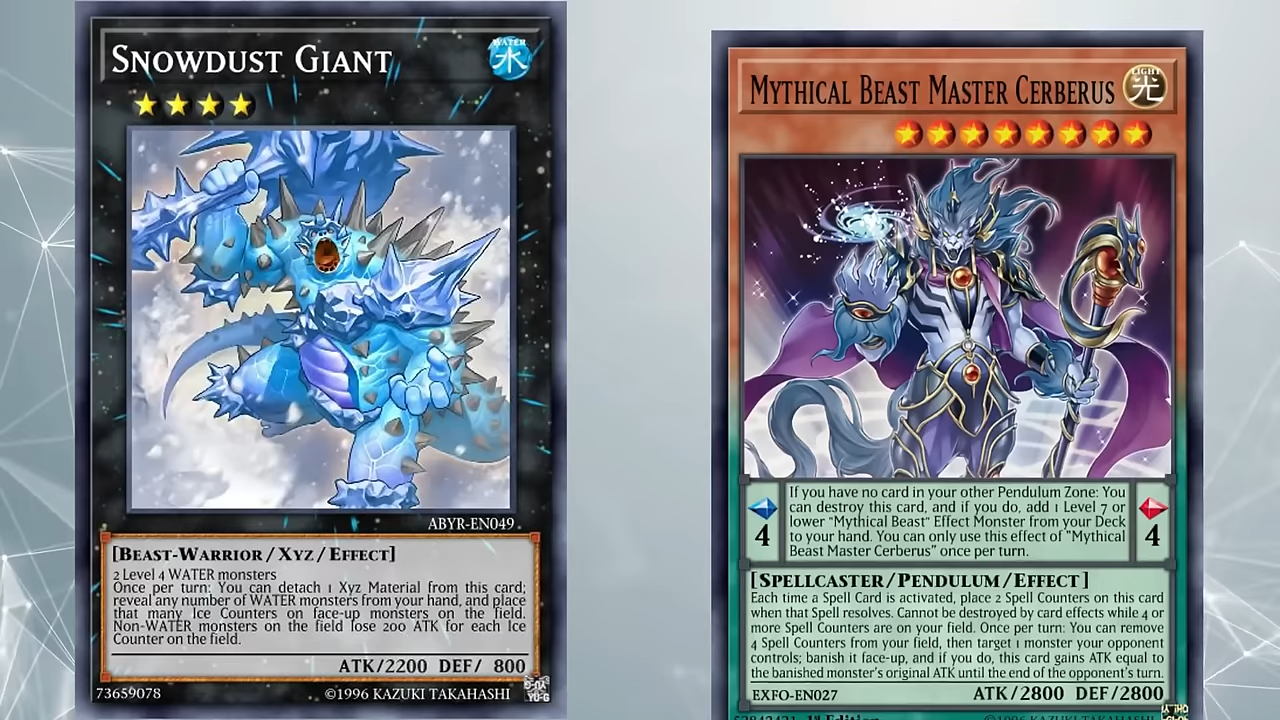 SNOWDUST GIANT
WATER
水
ABYR-EN049
[BEAST-WARRIOR/XYZ/EFFECT]
2 Level 4 WATER monsters
Once per turn: You can detach 1 Xyz Material from this card;
reveal any number of WATER monsters from your hand, and place
that many Ice Counters on face-up monsters on the field.
Non-WATER monsters on the field lose 200 ATK for each Ice
Counter on the field.
ATK/2200 DEF/ 800
73659078
©1996 KAZUKI TAKAHASHI
MYTHICAL BEAST MASTER CERBERUS
LIGHT
光
If you have no card in your other Pendulum Zone: You
can destroy this card, and if you do, add 1 Level 7 or
lower "Mythical Beast" Effect Monster from your Deck
to your hand. You can only use this effect of "Mythical
Beast Master Cerberus" once per turn.
4
4
[SPELLCASTER/PENDULUM/EFFECT]
Each time a Spell Card is activated, place 2 Spell Counters on this card
when that Spell resolves. Cannot be destroyed by card effects while 4 or
more Spell Counters are on your field. Once per turn: You can remove
4 Spell Counters from your field, then target 1 monster your opponent
controls; banish it face-up, and if you do, this card gains ATK equal to
the banished monster's original ATK until the end of the opponent's turn.
EXFO-EN027
ATK/2800 DEF/2800
1st Edition
©1996 KAZUKI TAKAHASHI